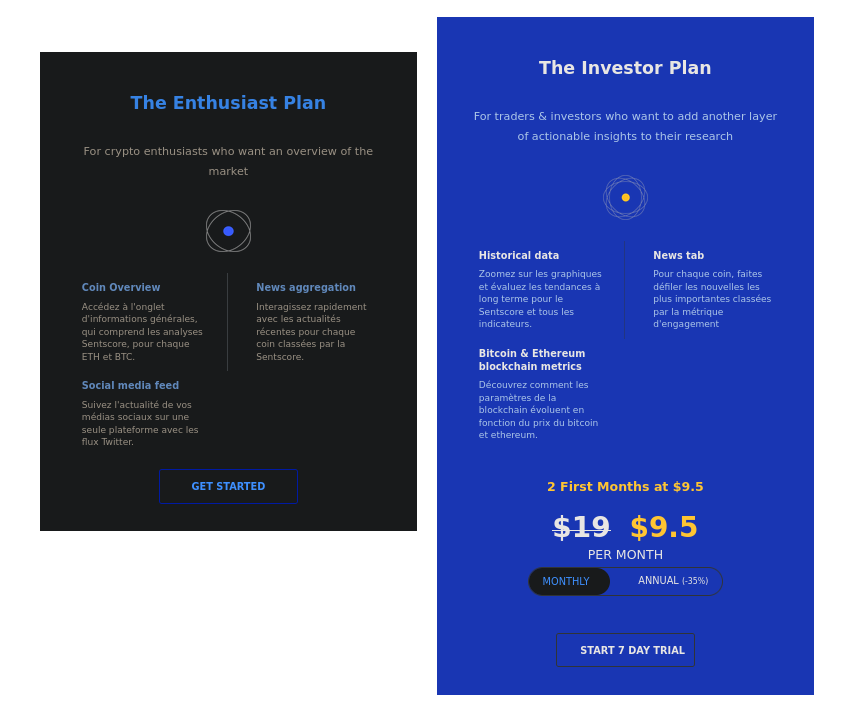 The Enthusiast Plan
For crypto enthusiasts who want an overview of the
market
Coin Overview
Accédez à l'onglet
d'informations générales,
qui comprend les analyses
Sentscore, pour chaque
ETH et BTC.
News aggregation
Interagissez rapidement
avec les actualités
récentes pour chaque
coin classées par la
Sentscore.
Social media feed
Suivez l'actualité de vos
médias sociaux sur une
seule plateforme avec les
flux Twitter.
GET STARTED
The Investor Plan
For traders & investors who want to add another layer
of actionable insights to their research
Historical data
Zoomez sur les graphiques
et évaluez les tendances à
long terme pour le
Sentscore et tous les
indicateurs.
News tab
Pour chaque coin, faites
défiler les nouvelles les
plus importantes classées
par la métrique
d'engagement
Bitcoin & Ethereum
blockchain metrics
Découvrez comment les
paramètres de la
blockchain évoluent en
fonction du prix du bitcoin
et ethereum.
2 First Months at $9.5
$19 $9.5
PER MONTH
MONTHLY ANNUAL (-35%)
START 7 DAY TRIAL